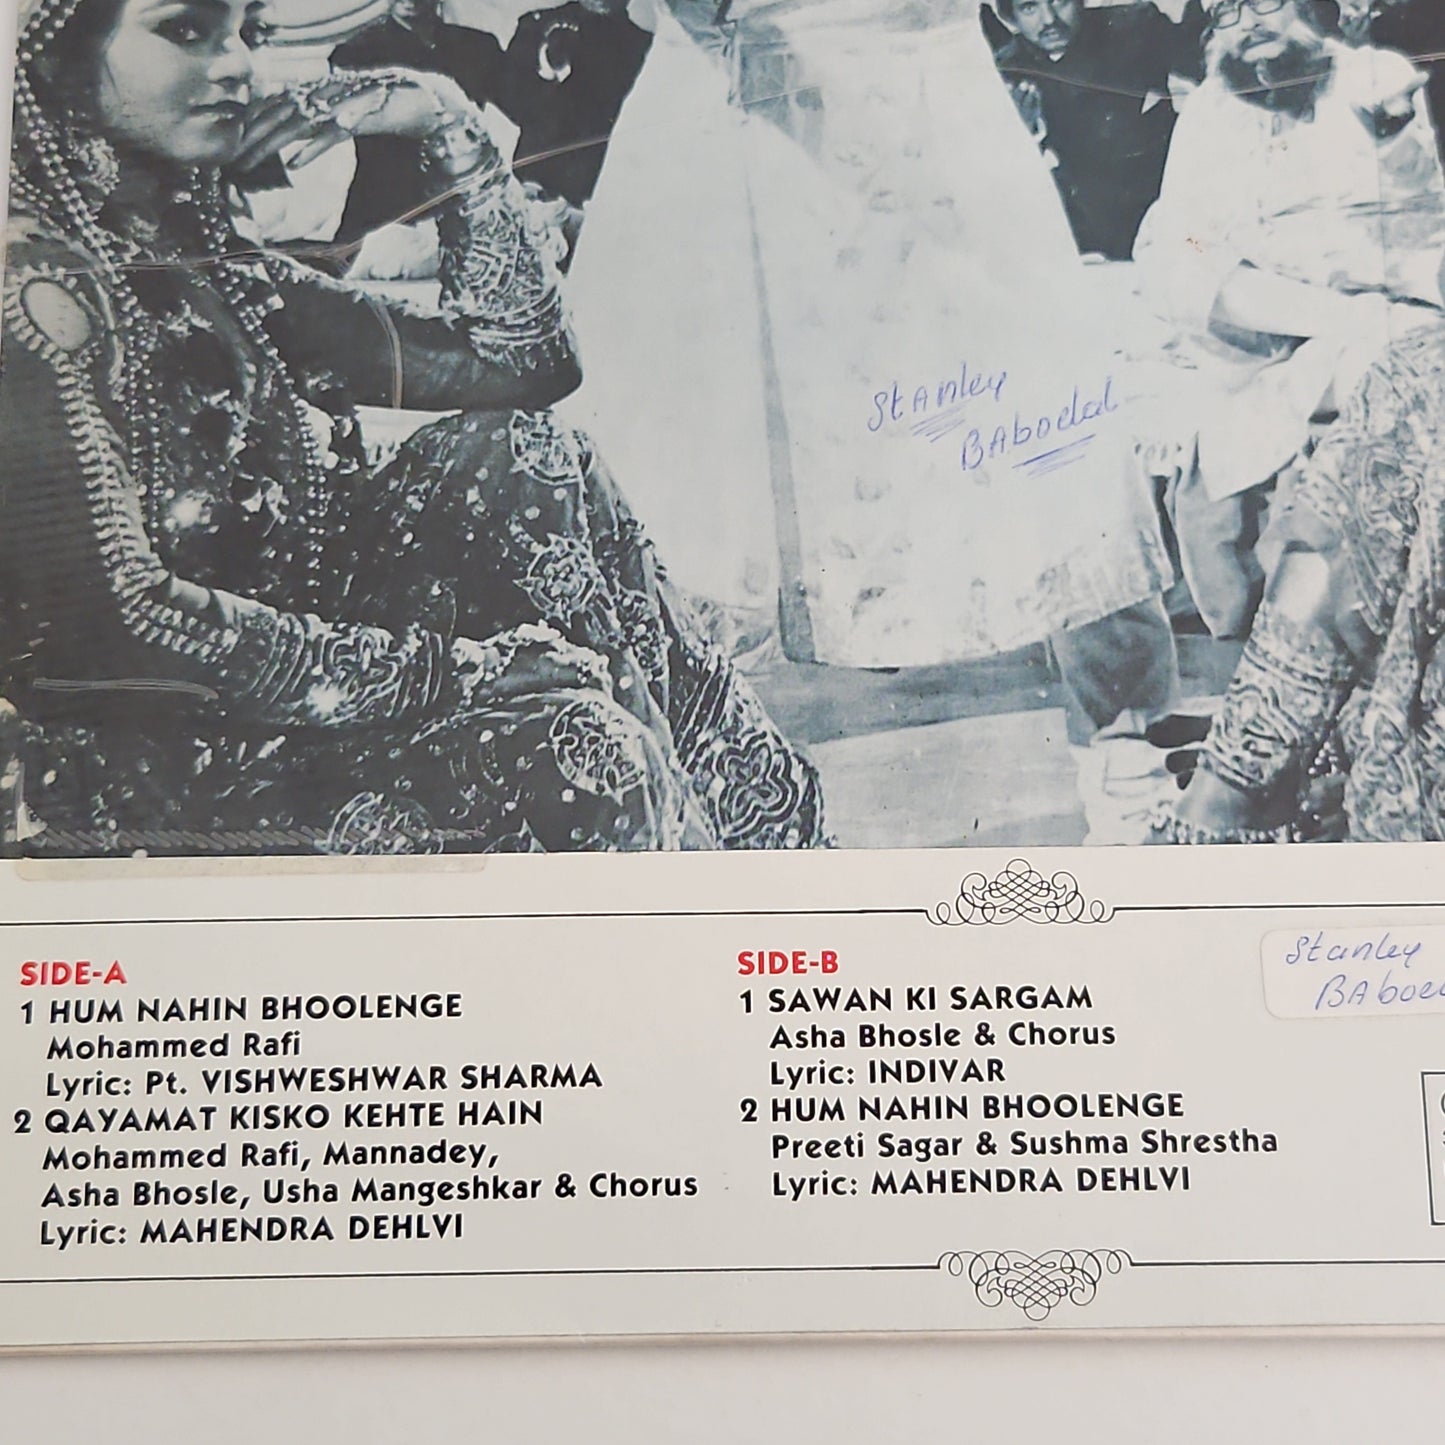 Stanley
BAbodal
SIDE-A
1 HUM NAHIN BHOOLENGE
Mohammed Rafi
Lyric: Pt. VISHWESHWAR SHARMA
2 QAYAMAT KISKO KEHTE HAIN
Mohammed Rafi, Mannadey,
Asha Bhosle, Usha Mangeshkar & Chorus
Lyric: MAHENDRA DEHLVI
SIDE-B
1 SAWAN KI SARGAM
Asha Bhosle & Chorus
Lyric: INDIVAR
2 HUM NAHIN BHOOLENGE
Preeti Sagar & Sushma Shrestha
Lyric: MAHENDRA DEHLVI
Stanley